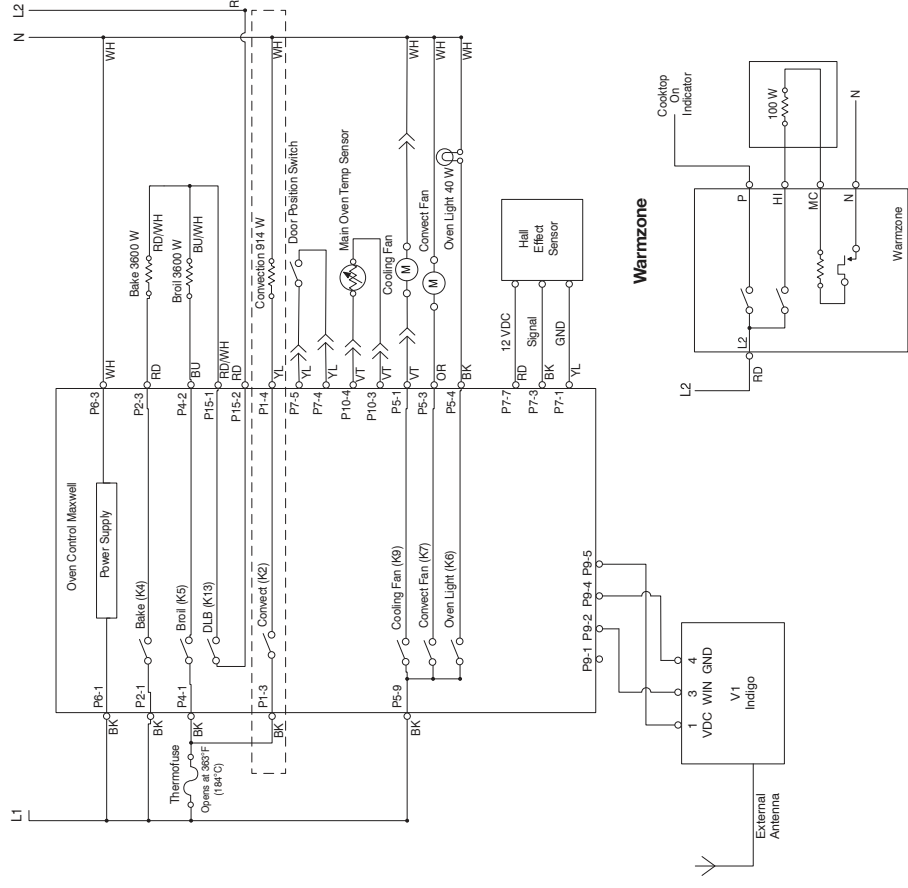 L2
N
R
WH
WH
WH
WH
WH
Bake 3600 W
RD/WH
Broil 3600 W
BU/WH
Convection 914 W
Door Position Switch
Main Oven Temp Sensor
Cooling Fan
M
Convect Fan
M
Oven Light 40 W
P6-3
WH
P2-3
RD
P4-2
BU
P15-1
RD/WH
P15-2
RD
P1-4
YL
P7-5
YL
P7-4
YL
P10-4
VT
P10-3
VT
P5-1
VT
P5-3
OR
P5-4
BK
P7-7
RD
12 VDC
P7-3
BK
Signal
P7-1
YL
GND
Hall
Effect
Sensor
Oven Control Maxwell
Power Supply
Bake (K4)
Broil (K5)
DLB (K13)
Convect (K2)
Cooling Fan (K9)
Convect Fan (K7)
Oven Light (K6)
P6-1
BK
P2-1
BK
P4-1
BK
P1-3
BK
P5-9
BK
Thermofuse
Opens at 363°F
(184°C)
L1
P9-1
P9-2
P9-4
P9-5
1
3
4
VDC
WIN
GND
V1
Indigo
External
Antenna
Warmzone
Cooktop
On
Indicator
100 W
N
P
HI
MC
N
L2
RD
L2
Warmzone